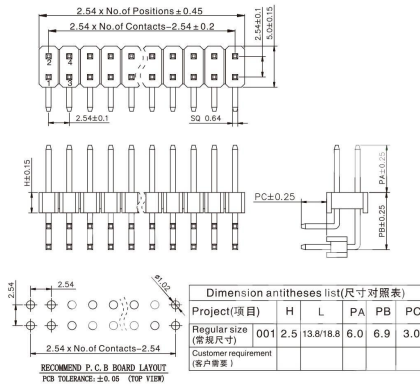 2.54 x No.of Positions ± 0.45
2.54 x No.of Contacts-2.54 ± 0.2
2.54±0.1
5.0±0.15
2
4
1
3
2.54±0.1
SQ 0.64
H±0.15
PC±0.25
PA±0.25
PB±0.25
2.54
2.54
ø1.02
2.54 x No.of Contacts-2.54
RECOMMEND P.C.B BOARD LAYOUT
PCB TOLERANCE:±0.05 (TOP VIEW)
Dimension antitheses list(尺寸对照表)
Project(项目) H L PA PB PC
Regular size
(常规尺寸) 001 2.5 13.8/18.8 6.0 6.9 3.0
Customer requirement
(客户需要)